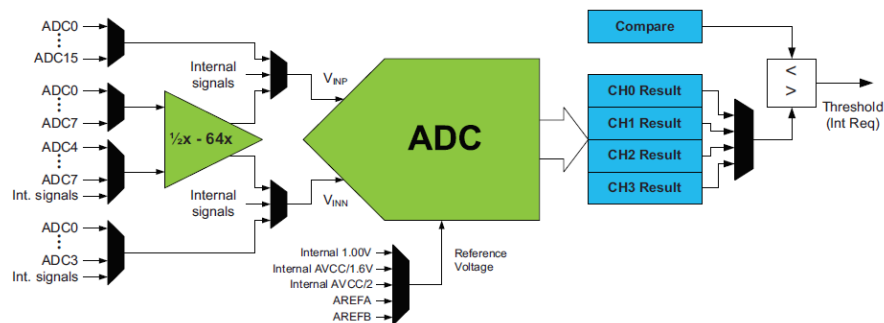 ADC0
ADC15
ADC0
ADC7
ADC4
ADC7
Int. signals
ADC0
ADC3
Int. signals
½x - 64x
Internal
signals
Internal
signals
VINP
VINN
ADC
Internal 1.00V
Internal AVCC/1.6V
Internal AVCC/2
AREFA
AREFB
Reference
Voltage
Compare
CH0 Result
CH1 Result
CH2 Result
CH3 Result
<
>
Threshold
(Int Req)